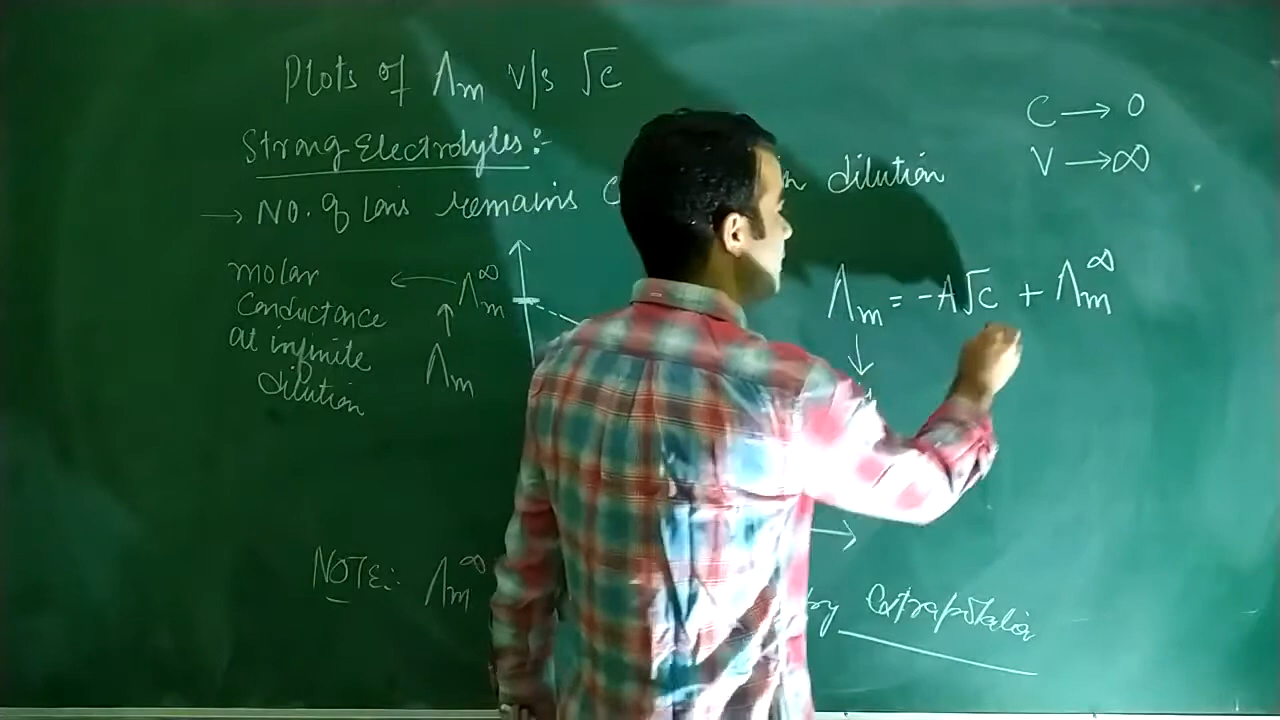 Plots of Λm v/s √c
Strong Electrolytes :-
→ No. of ions remains dilution
C → 0
V → ∞
molar conductance at infinite dilution
← Λm^∞
↑
Λm
Λm = -A√c + Λm^∞
↓
NOTE:- Λm^∞ by Extrapolation